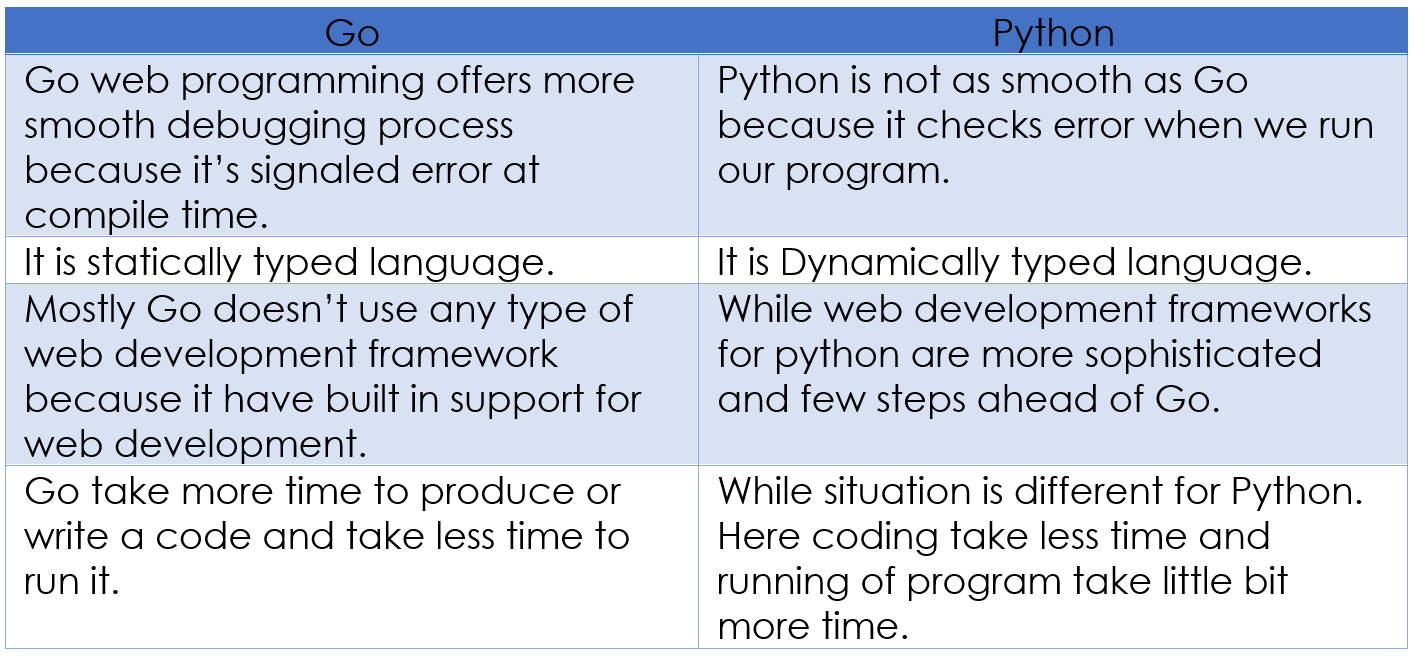 Go
Python
Go web programming offers more
smooth debugging process
because it’s signaled error at
compile time.
Python is not as smooth as Go
because it checks error when we run
our program.
It is statically typed language.
It is Dynamically typed language.
Mostly Go doesn’t use any type of
web development framework
because it have built in support for
web development.
While web development frameworks
for python are more sophisticated
and few steps ahead of Go.
Go take more time to produce or
write a code and take less time to
run it.
While situation is different for Python.
Here coding take less time and
running of program take little bit
more time.